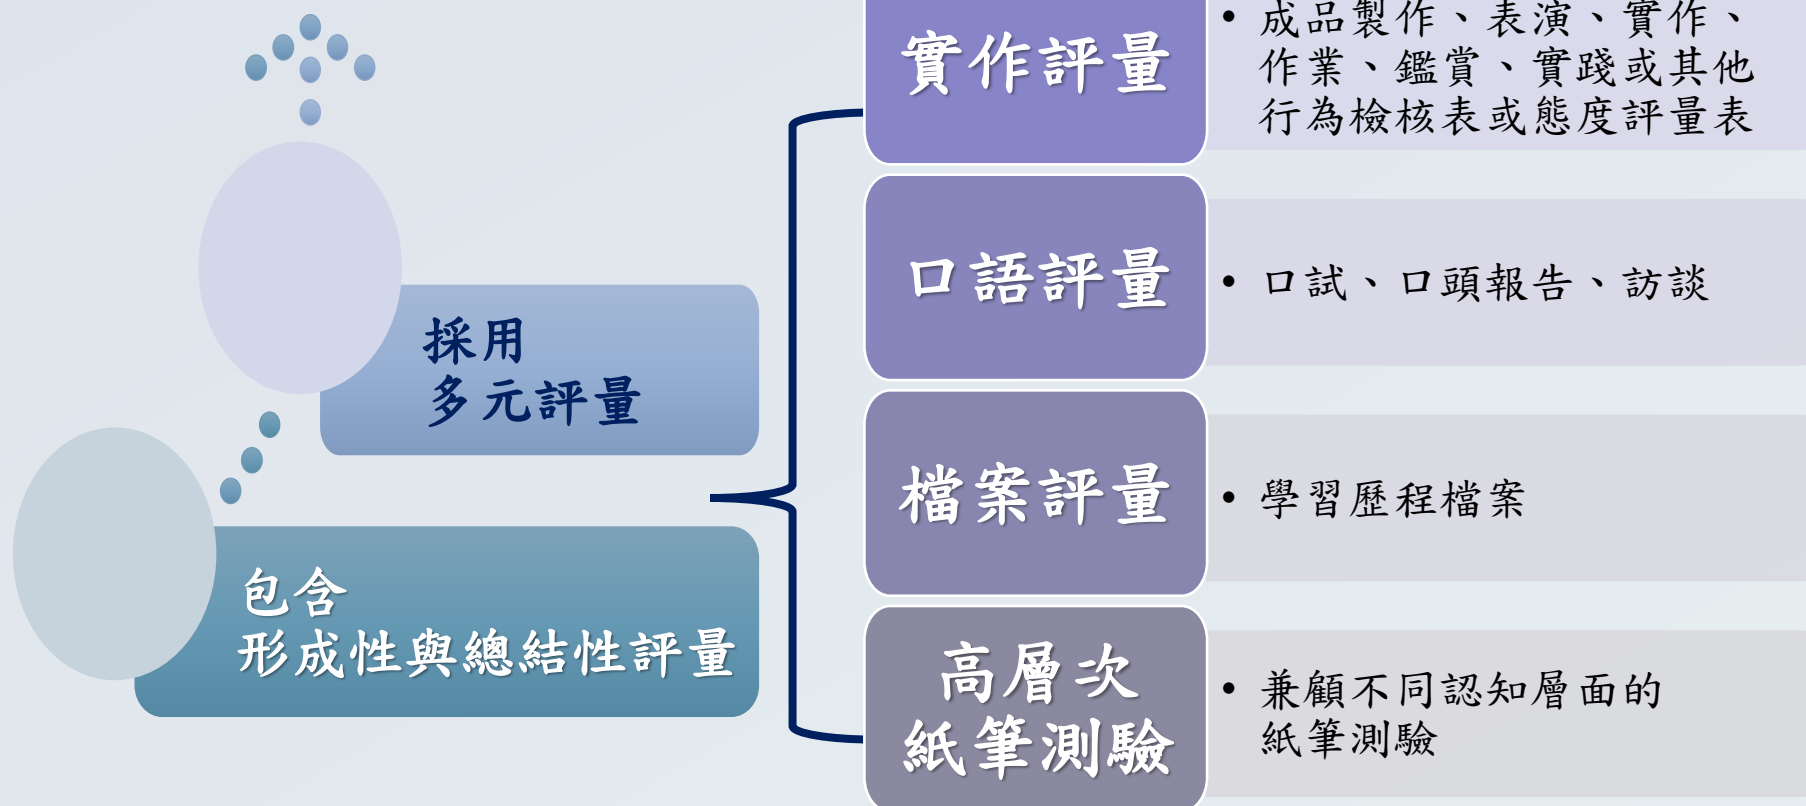 採用
多元評量
包含
形成性與總結性評量
實作評量
• 成品製作、表演、實作、
作業、鑑賞、實踐或其他
行為檢核表或態度評量表
口語評量
• 口試、口頭報告、訪談
檔案評量
• 學習歷程檔案
高層次
紙筆測驗
• 兼顧不同認知層面的
紙筆測驗